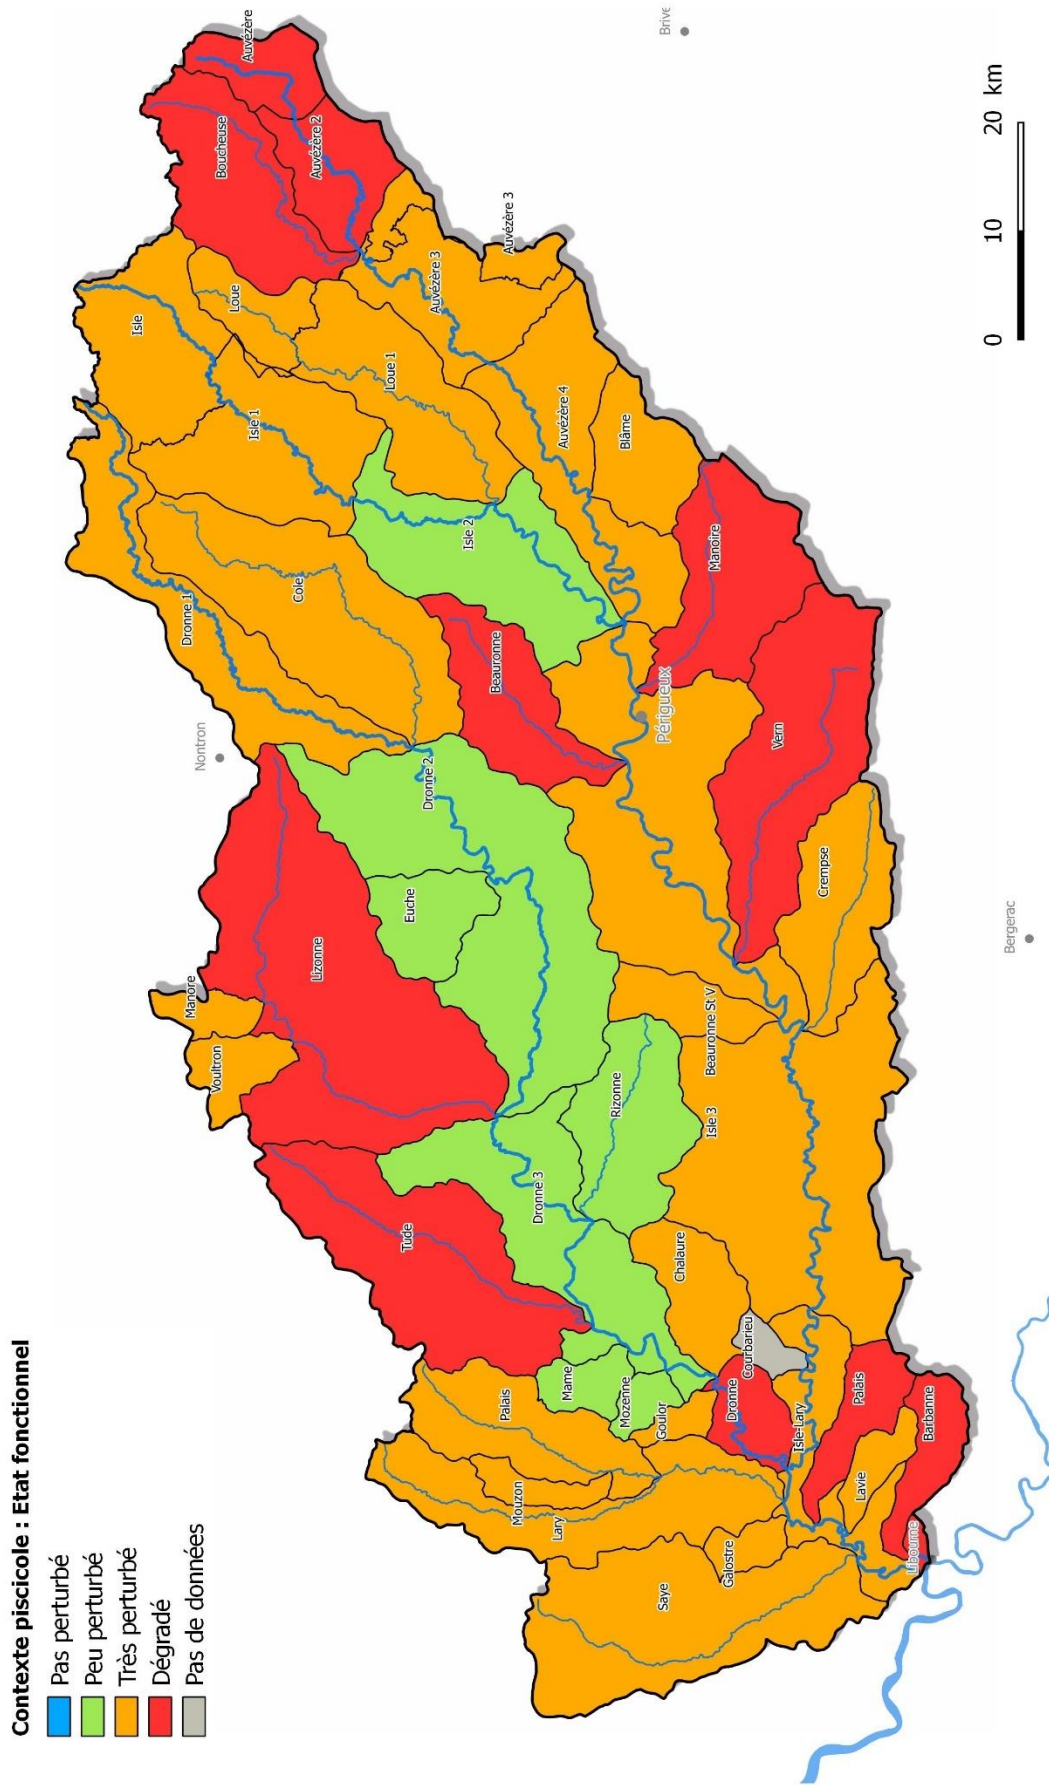 Contexte piscicole : Etat fonctionnel
Pas perturbé
Peu perturbé
Très perturbé
Dégradé
Pas de données
Nontron
Brive
Bergerac
Périgueux
Libourne
Auvézère
Boucheuse
Auvézère 2
Auvézère 3
Auvézère 3
Isle
Loue
Loue 1
Isle 1
Auvézère 4
Blâme
Isle 2
Manoire
Cole
Dronne 1
Beauronne
Vern
Dronne 2
Crempse
Euche
Lizonne
Manore
Voultron
Beauronne St V
Rizonne
Isle 3
Dronne 3
Tude
Chalaure
Courbarieu
Mame
Mozenne
Goulor
Dronne
Isle-Lary
Palais
Palais
Barbanne
Lavie
Mouzon
Lary
Galostre
Saye
0 10 20 km